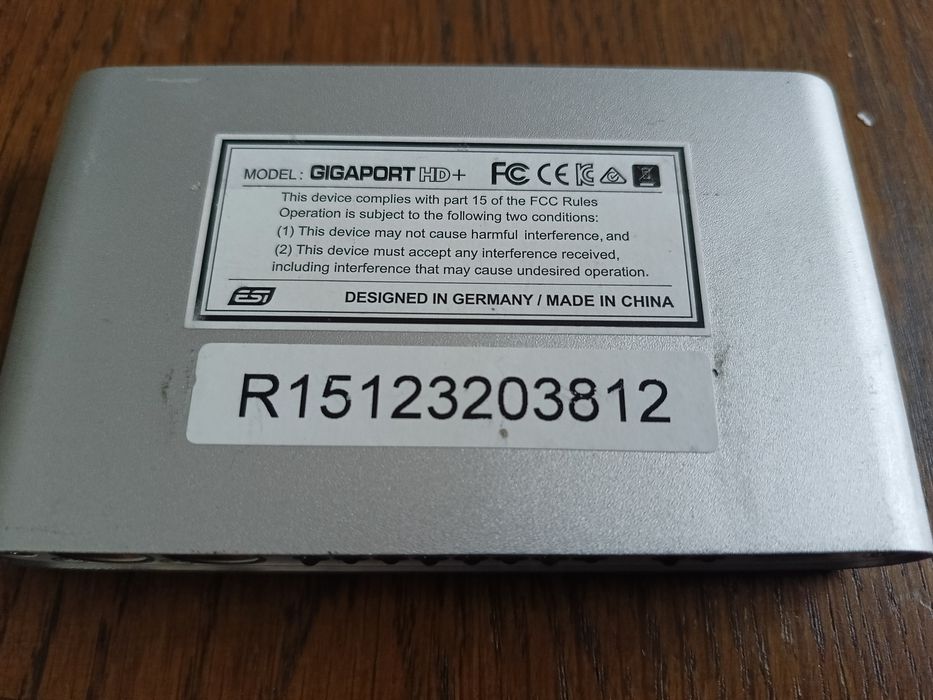 MODEL: GIGAPORT HD+ FC CE
This device complies with part 15 of the FCC Rules
Operation is subject to the following two conditions:
(1) This device may not cause harmful interference, and
(2) This device must accept any interference received,
including interference that may cause undesired operation.
ESI DESIGNED IN GERMANY / MADE IN CHINA
R15123203812